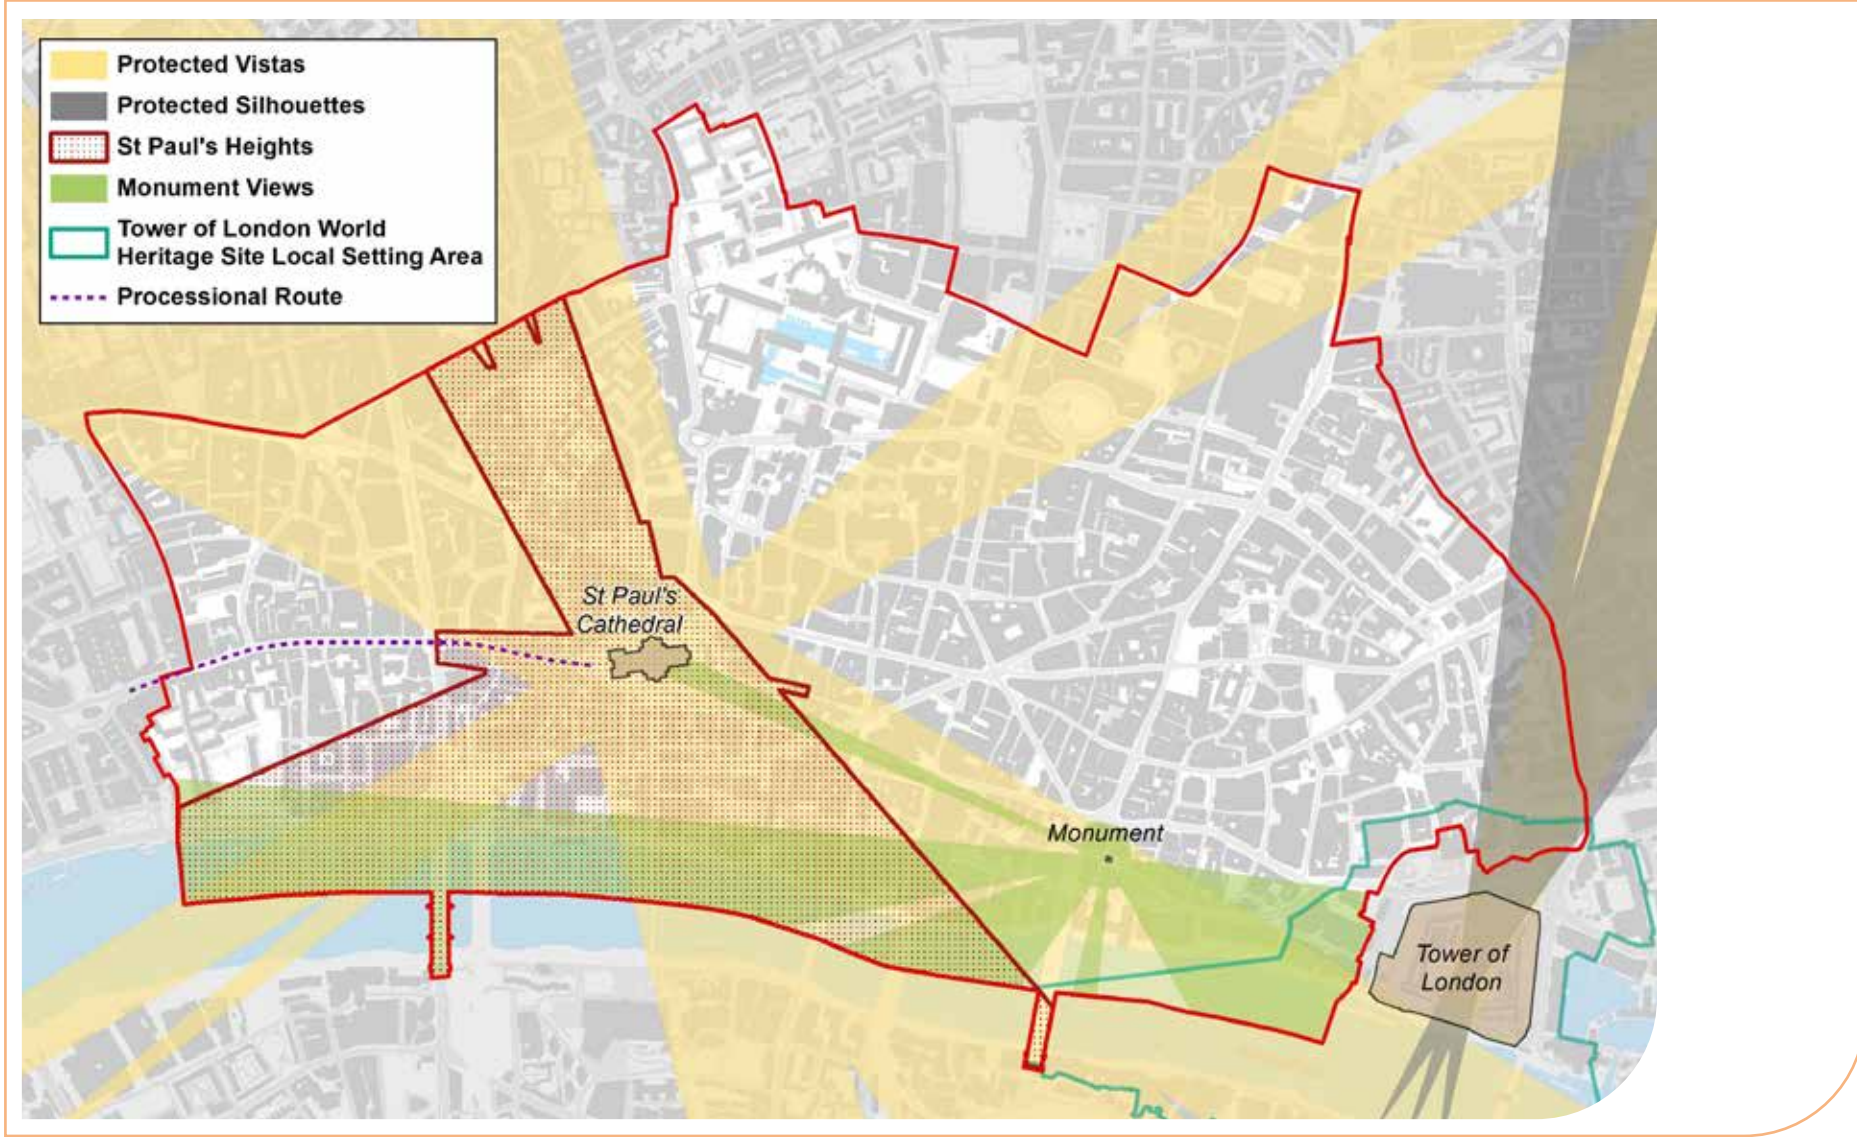 Protected Vistas
Protected Silhouettes
St Paul's Heights
Monument Views
Tower of London World
Heritage Site Local Setting Area
Processional Route
St Paul's
Cathedral
Monument
Tower of
London